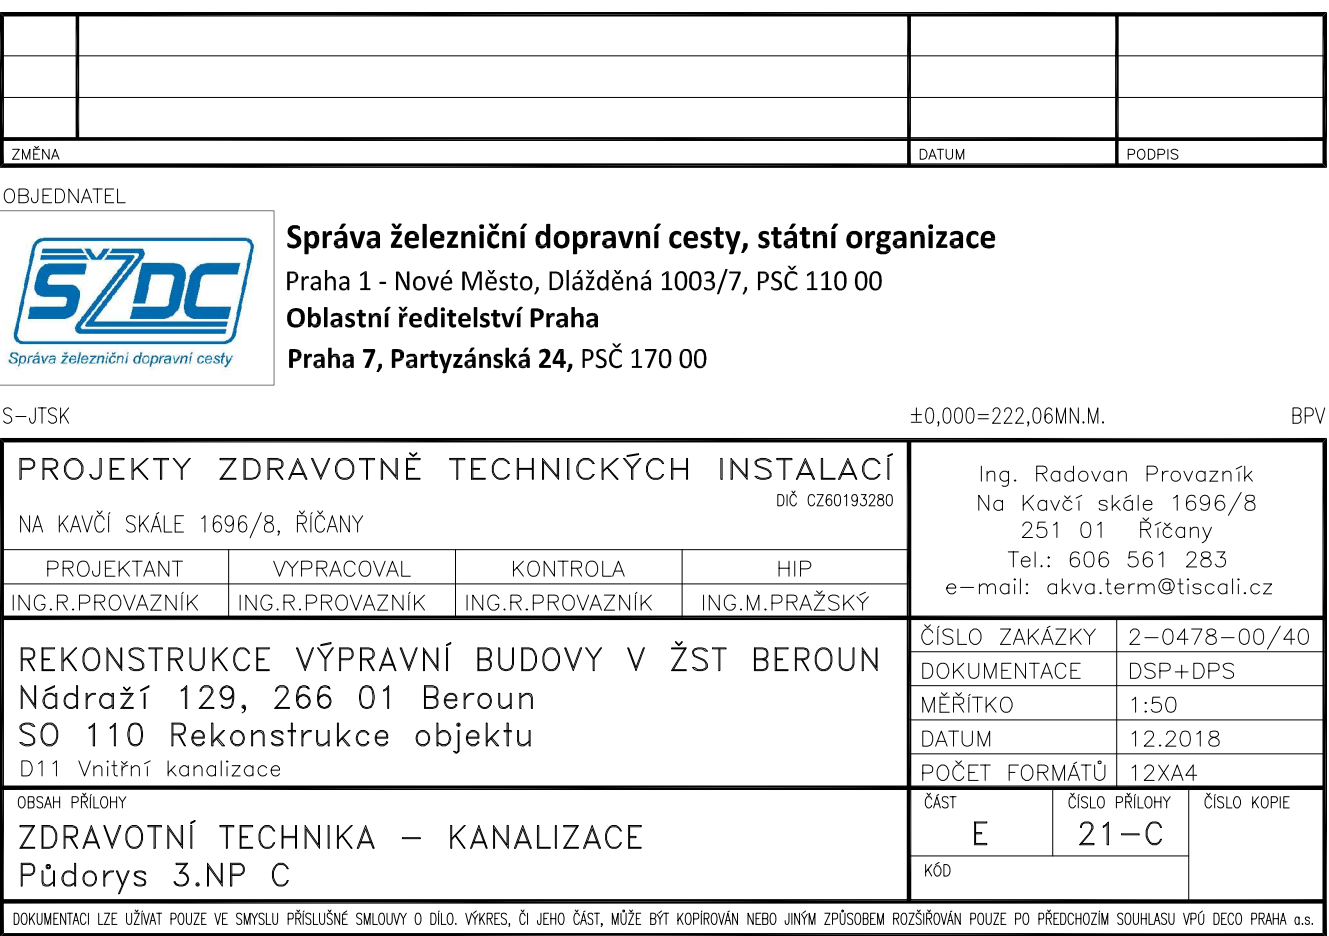 ZMĚNA DATUM PODPIS
OBJEDNATEL
ŠŽDC
Správa železniční dopravní cesty
Správa železniční dopravní cesty, státní organizace
Praha 1 - Nové Město, Dlážděná 1003/7, PSČ 110 00
Oblastní ředitelství Praha
Praha 7, Partyzánská 24, PSČ 170 00
S-JTSK ±0,000=222,06MN.M. BPV
PROJEKTY ZDRAVOTNĚ TECHNICKÝCH INSTALACÍ
DIČ CZ60193280
NA KAVČÍ SKÁLE 1696/8, ŘÍČANY
PROJEKTANT VYPRACOVAL KONTROLA HIP
ING.R.PROVAZNÍK ING.R.PROVAZNÍK ING.R.PROVAZNÍK ING.M.PRAŽSKÝ
Ing. Radovan Provazník
Na Kavčí skále 1696/8
251 01 Říčany
Tel.: 606 561 283
e-mail: akva.term@tiscali.cz
REKONSTRUKCE VÝPRAVNÍ BUDOVY V ŽST BEROUN
Nádraží 129, 266 01 Beroun
SO 110 Rekonstrukce objektu
D11 Vnitřní kanalizace
ČÍSLO ZAKÁZKY 2-0478-00/40
DOKUMENTACE DSP+DPS
MĚŘÍTKO 1:50
DATUM 12.2018
POČET FORMÁTŮ 12XA4
OBSAH PŘÍLOHY
ZDRAVOTNÍ TECHNIKA - KANALIZACE
Půdorys 3.NP C
ČÁST ČÍSLO PŘÍLOHY ČÍSLO KOPIE
E 21-C
KÓD
DOKUMENTACI LZE UŽÍVAT POUZE VE SMYSLU PŘÍSLUŠNÉ SMLOUVY O DÍLO. VÝKRES, ČI JEHO ČÁST, MŮŽE BÝT KOPÍROVÁN NEBO JINÝM ZPŮSOBEM ROZŠIŘOVÁN POUZE PO PŘEDCHOZÍM SOUHLASU VPÚ DECO PRAHA a.s.